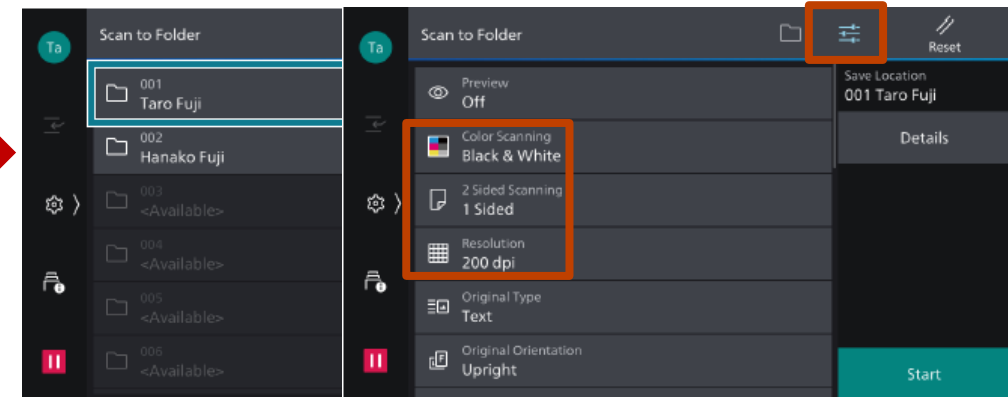 Ta
Scan to Folder
001
Taro Fuji
002
Hanako Fuji
003
<Available>
004
<Available>
005
<Available>
006
<Available>
Ta
Scan to Folder
Reset
Preview
Off
Color Scanning
Black & White
2 Sided Scanning
1 Sided
Resolution
200 dpi
Original Type
Text
Original Orientation
Upright
Save Location
001 Taro Fuji
Details
Start